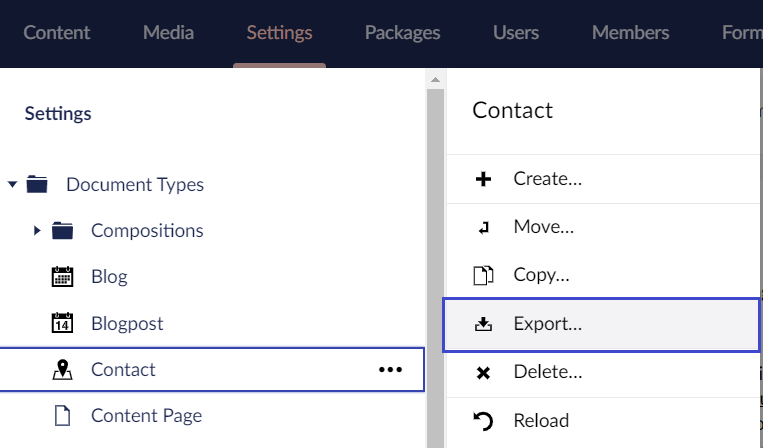 Content Media Settings Packages Users Members Form
Settings
Document Types
Compositions
Blog
14 Blogpost
Contact •••
Content Page
Contact
Create...
Move...
Copy...
Export...
Delete...
Reload